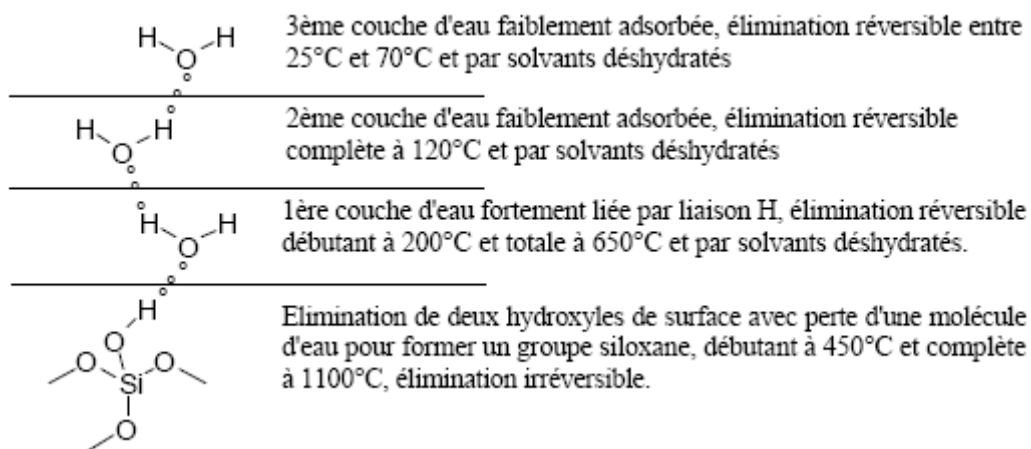 3ème couche d'eau faiblement adsorbée, élimination réversible entre
25°C et 70°C et par solvants déshydratés
H O H
2ème couche d'eau faiblement adsorbée, élimination réversible
complète à 120°C et par solvants déshydratés
H H
O
1ère couche d'eau fortement liée par liaison H, élimination réversible
débutant à 200°C et totale à 650°C et par solvants déshydratés.
H H
O
H
Elimination de deux hydroxyles de surface avec perte d'une molécule
d'eau pour former un groupe siloxane, débutant à 450°C et complète
à 1100°C, élimination irréversible.
O
O O
Si
O